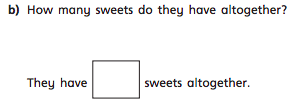 b) How many sweets do they have altogether?
They have sweets altogether.